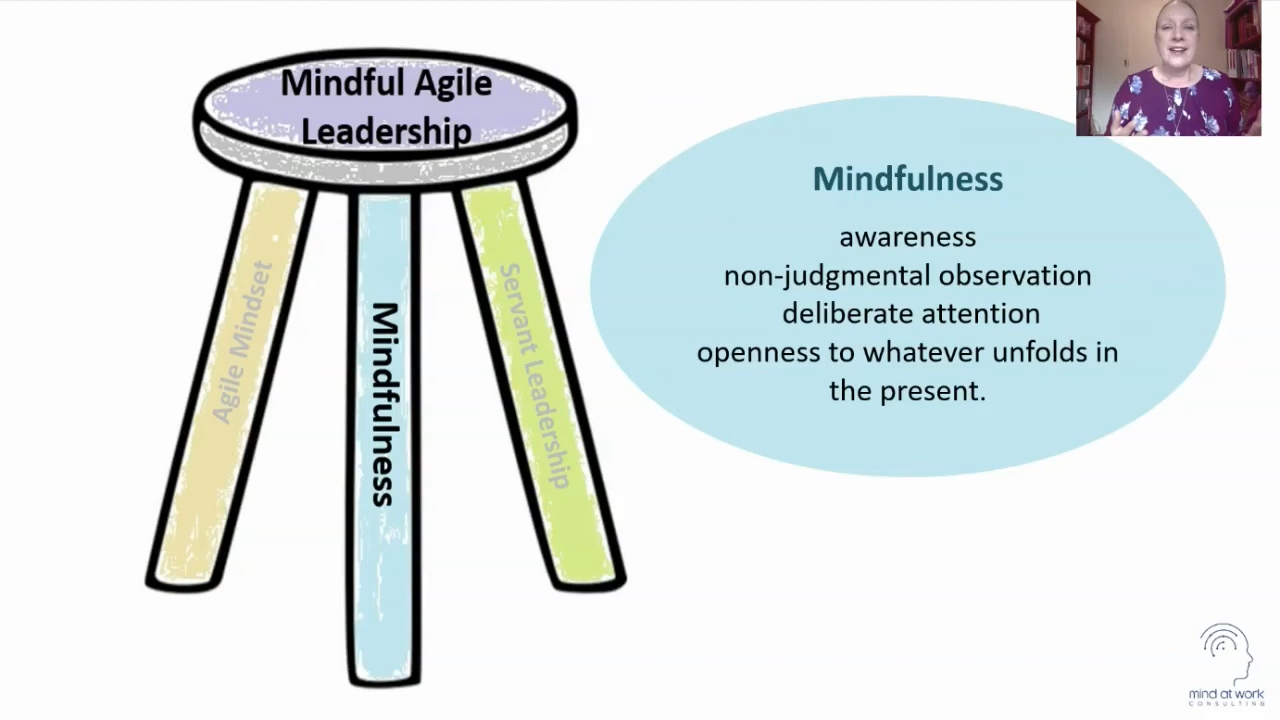 Mindful Agile
Leadership
Agile Mindset
Mindfulness
Servant Leadership
Mindfulness
awareness
non-judgmental observation
deliberate attention
openness to whatever unfolds in
the present.
mind at work
CONSULTING